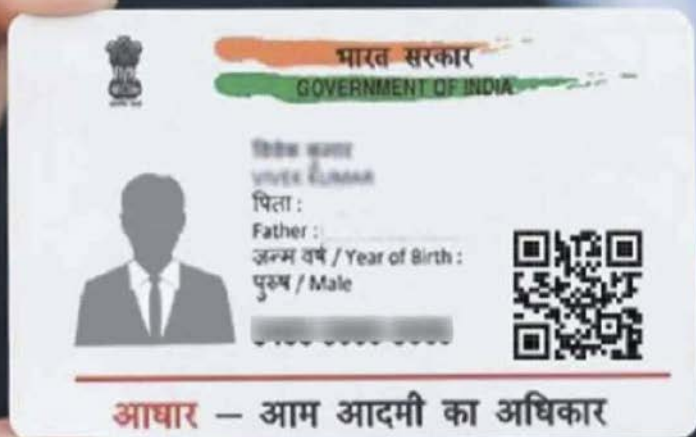 भारत सरकार
GOVERNMENT OF INDIA
पिता :
Father :
जन्म वर्ष / Year of Birth :
पुरुष / Male
आधार – आम आदमी का अधिकार